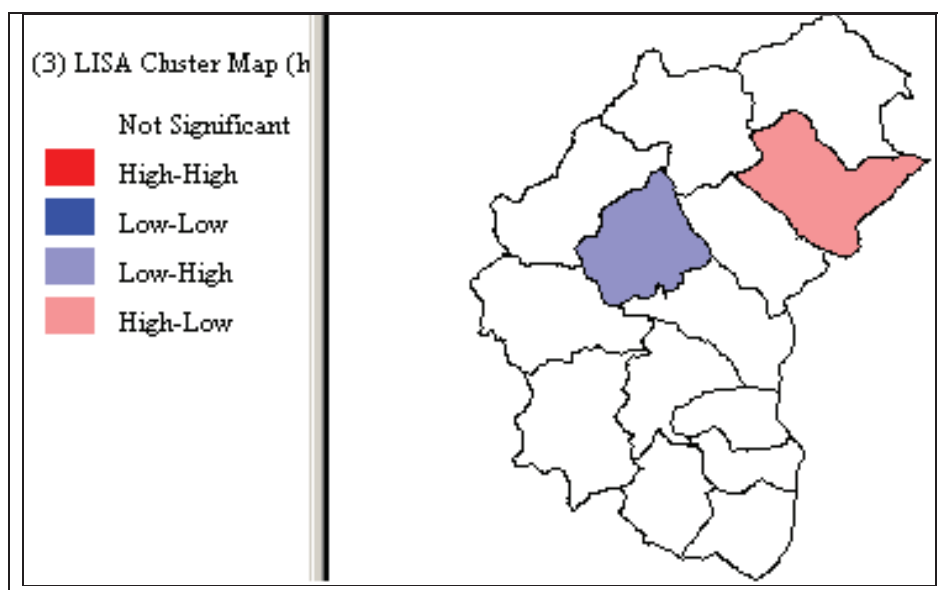 (3) LISA Cluster Map (h
Not Significant
High-High
Low-Low
Low-High
High-Low